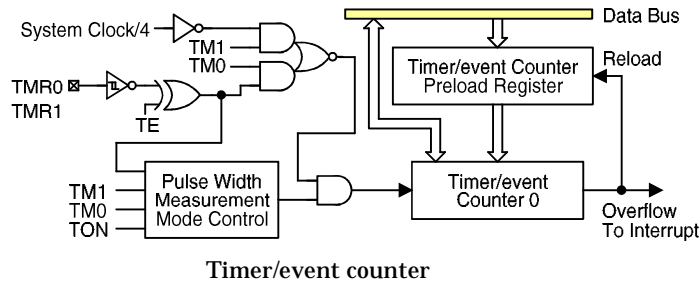 System Clock/4
TM1
TM0
TMR0
TMR1
TE
Data Bus
Timer/event Counter
Preload Register
Reload
TM1
TM0
TON
Pulse Width
Measurement
Mode Control
Timer/event
Counter 0
Overflow
To Interrupt
Timer/event counter